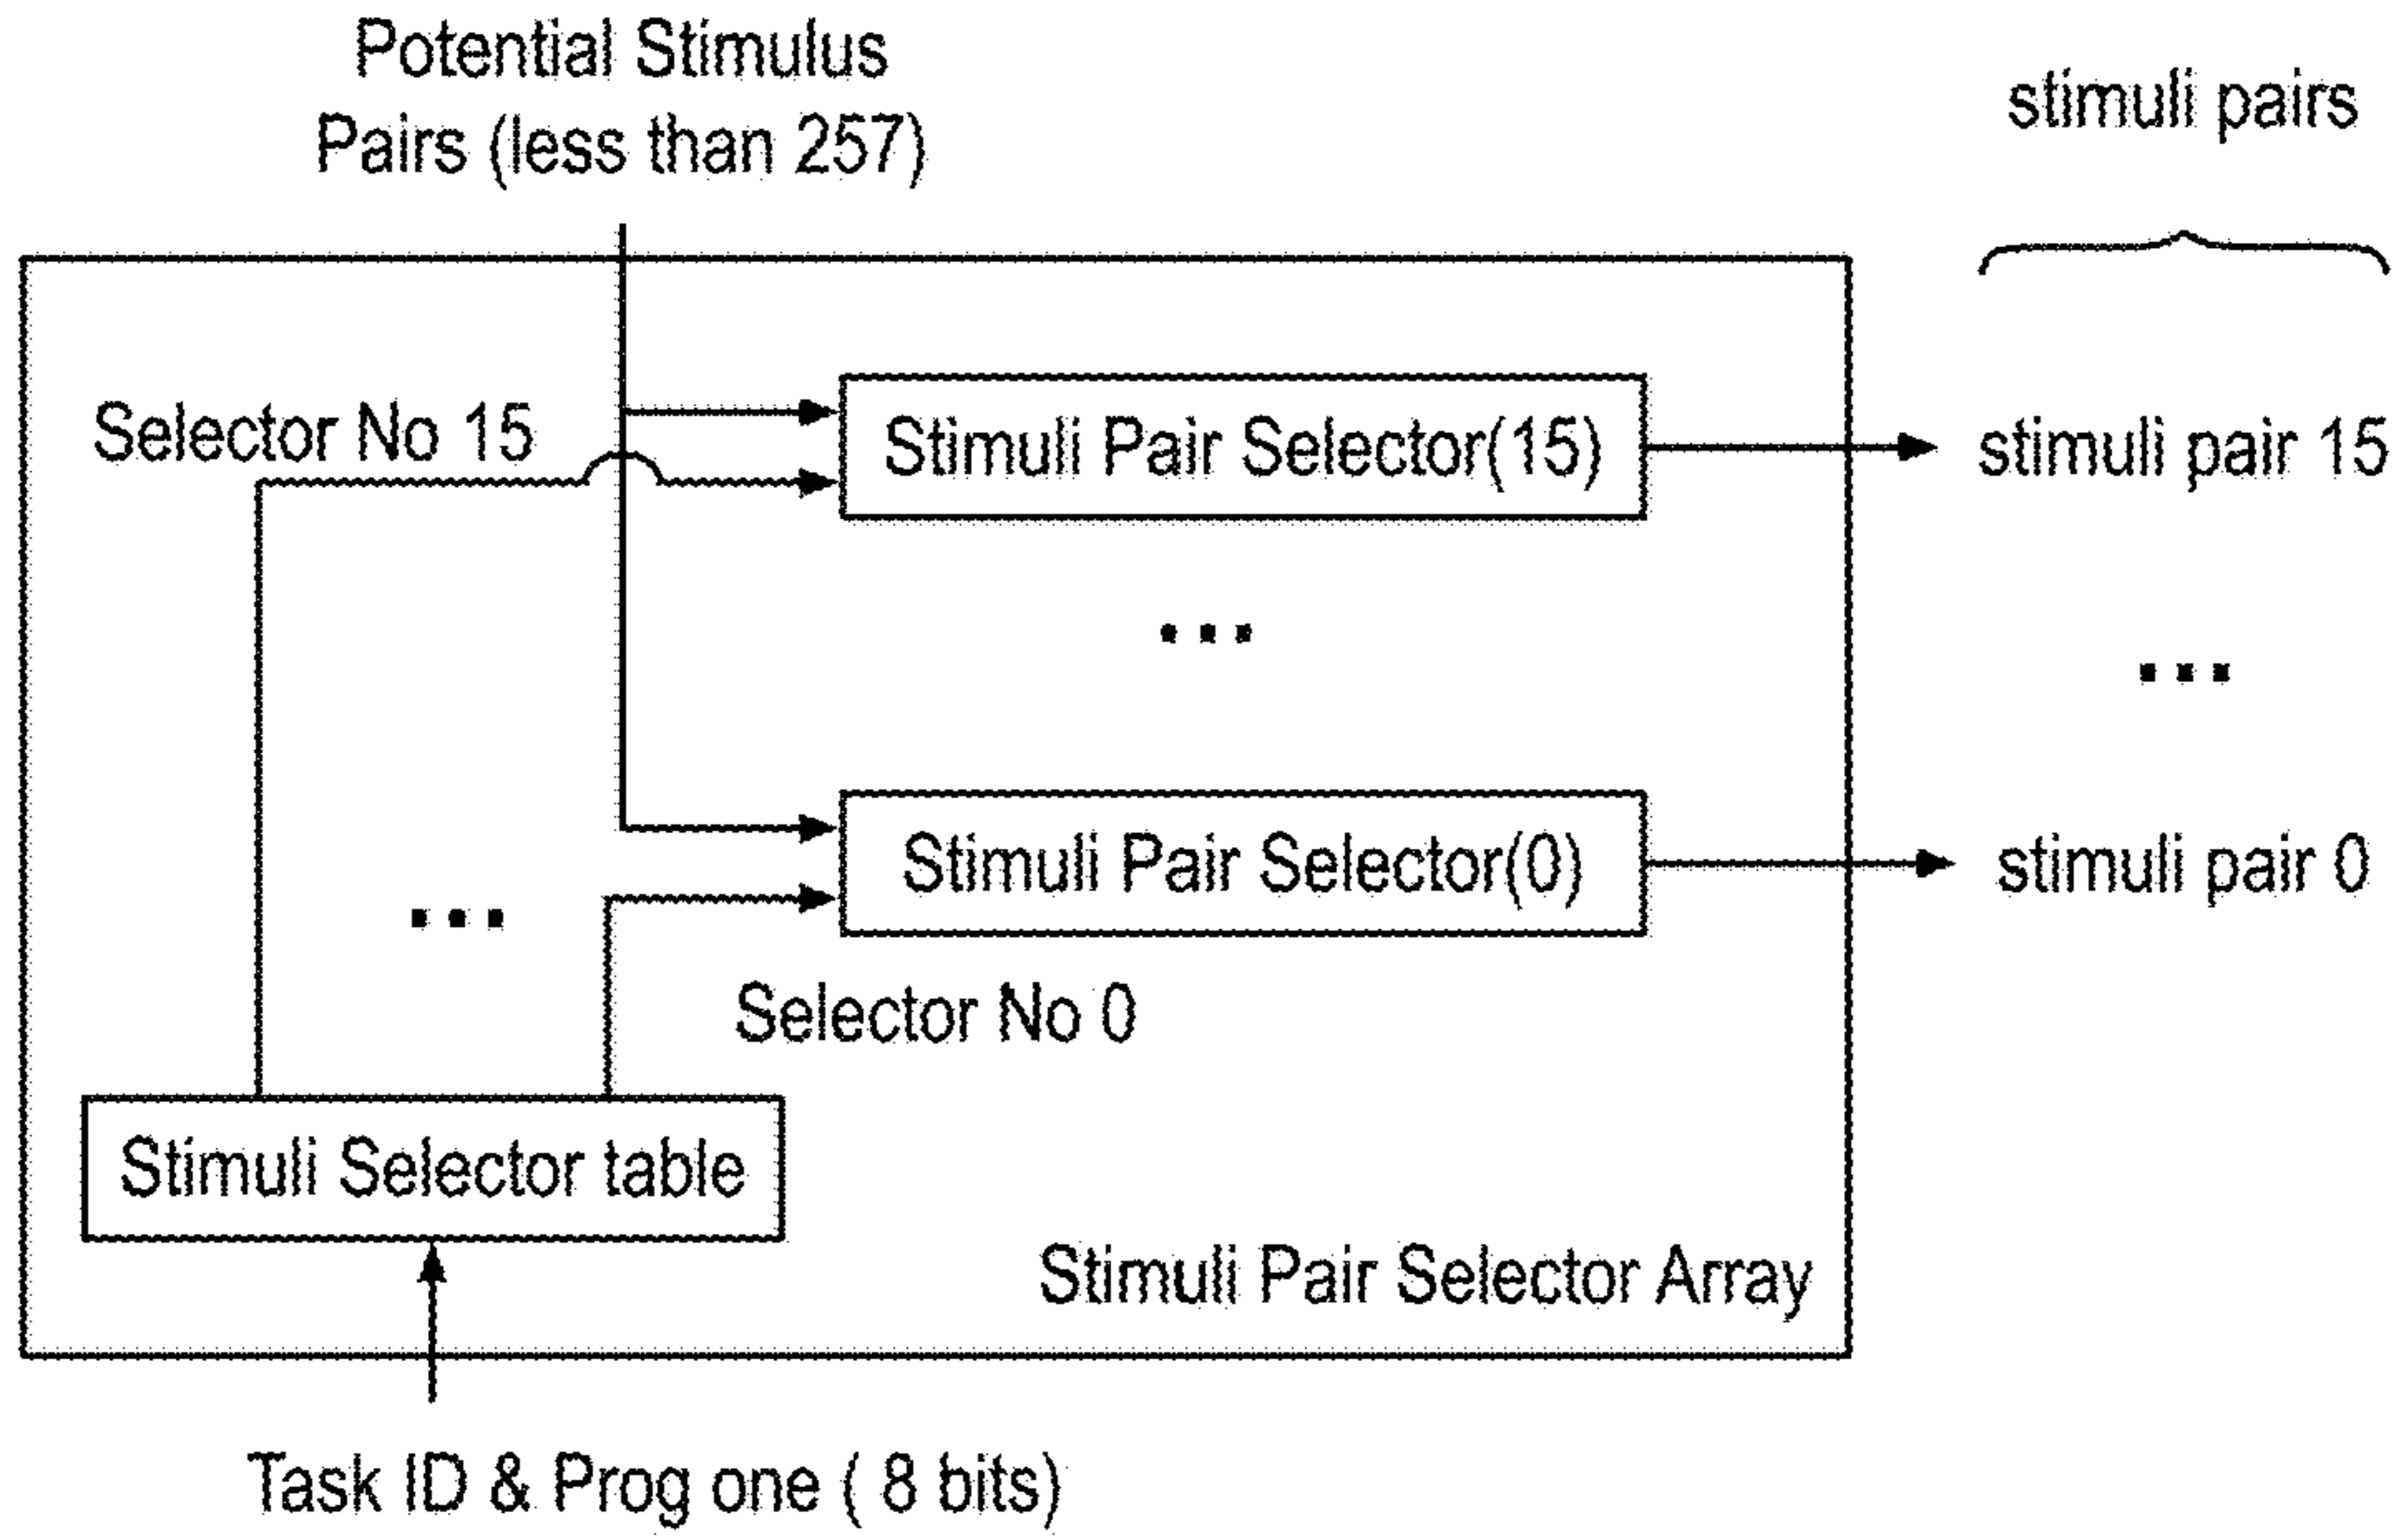 Potential Stimulus
Pairs (less than 257)
stimuli pairs
Selector No 15
Stimuli Pair Selector(15)
stimuli pair 15
...
...
Stimuli Pair Selector(0)
stimuli pair 0
...
Selector No 0
Stimuli Selector table
Stimuli Pair Selector Array
Task ID & Prog one ( 8 bits)